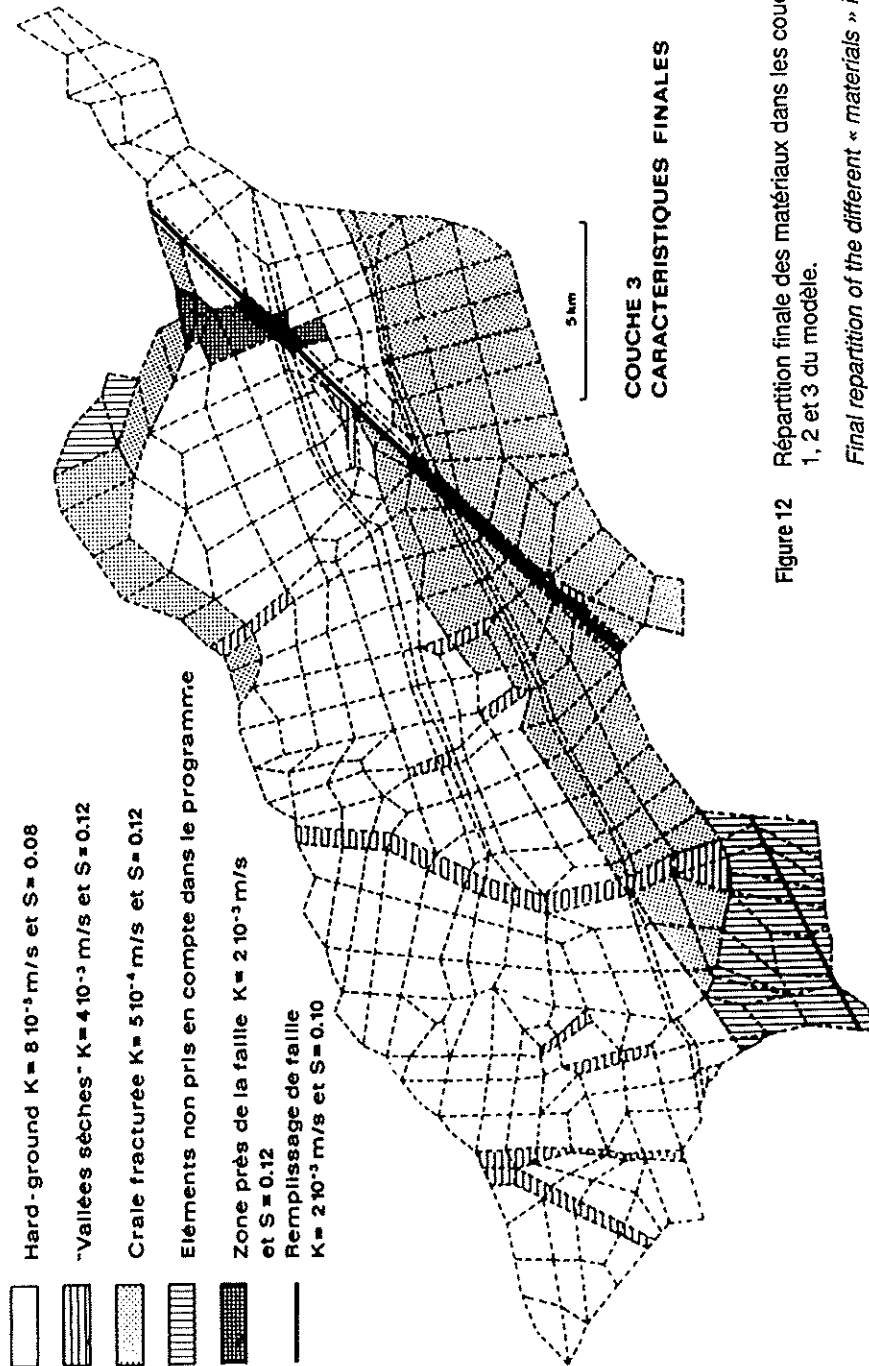 Hard-ground K= 8 10⁻⁵ m/s et S= 0.08
"Vallées sèches" K= 4 10⁻³ m/s et S= 0.12
Craie fracturée K= 5 10⁻⁴ m/s et S= 0.12
Eléments non pris en compte dans le programme
Zone près de la faille K= 2 10⁻³ m/s
et S = 0.12
Remplissage de faille
K= 2 10⁻³ m/s et S= 0.10
5 km
COUCHE 3
CARACTERISTIQUES FINALES
Figure 12 Répartition finale des matériaux dans les couc
1, 2 et 3 du modèle.
Final repartition of the different « materials » i